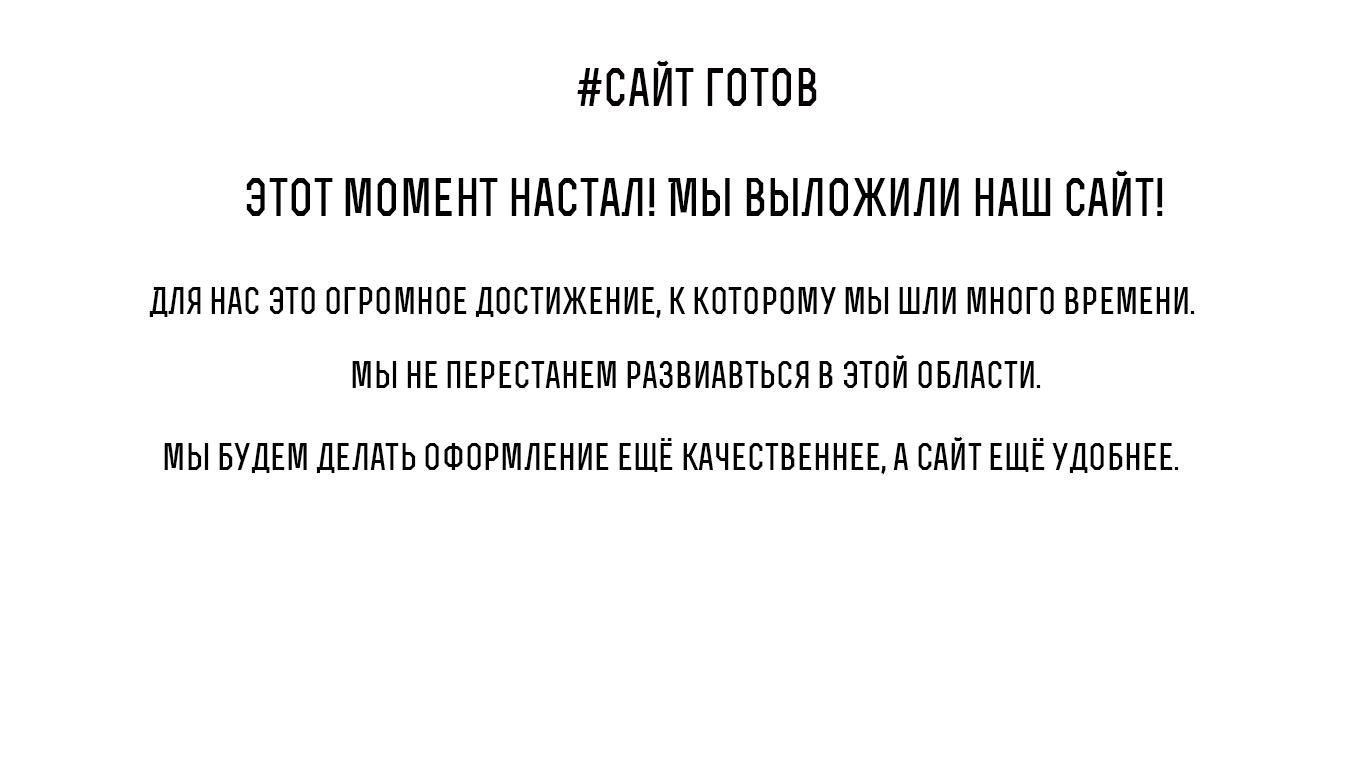 #САЙТ ГОТОВ
ЭТОТ МОМЕНТ НАСТАЛ! МЫ ВЫЛОЖИЛИ НАШ САЙТ!
ДЛЯ НАС ЭТО ОГРОМНОЕ ДОСТИЖЕНИЕ, К КОТОРОМУ МЫ ШЛИ МНОГО ВРЕМЕНИ.
МЫ НЕ ПЕРЕСТАНЕМ РАЗВИАВТЬСЯ В ЭТОЙ ОБЛАСТИ.
МЫ БУДЕМ ДЕЛАТЬ ОФОРМЛЕНИЕ ЕЩЁ КАЧЕСТВЕННЕЕ, А САЙТ ЕЩЁ УДОБНЕЕ.